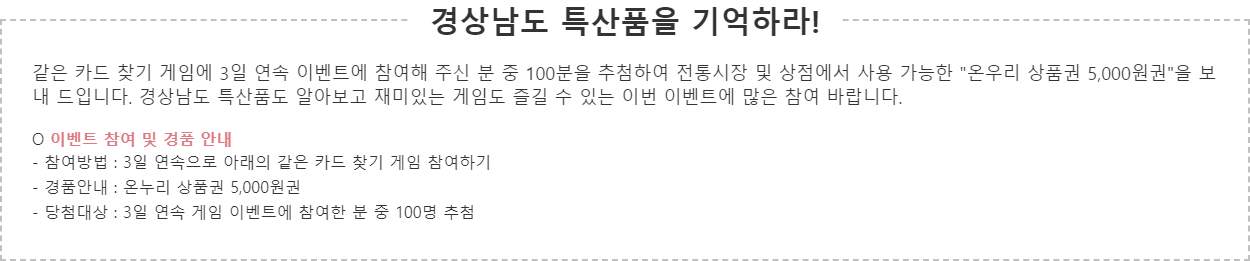 경상남도 특산품을 기억하라!
같은 카드 찾기 게임에 3일 연속 이벤트에 참여해 주신 분 중 100분을 추첨하여 전통시장 및 상점에서 사용 가능한 "온우리 상품권 5,000원권"을 보
내 드입니다. 경상남도 특산품도 알아보고 재미있는 게임도 즐길 수 있는 이번 이벤트에 많은 참여 바랍니다.
O 이벤트 참여 및 경품 안내
- 참여방법 : 3일 연속으로 아래의 같은 카드 찾기 게임 참여하기
- 경품안내 : 온누리 상품권 5,000원권
- 당첨대상 : 3일 연속 게임 이벤트에 참여한 분 중 100명 추첨